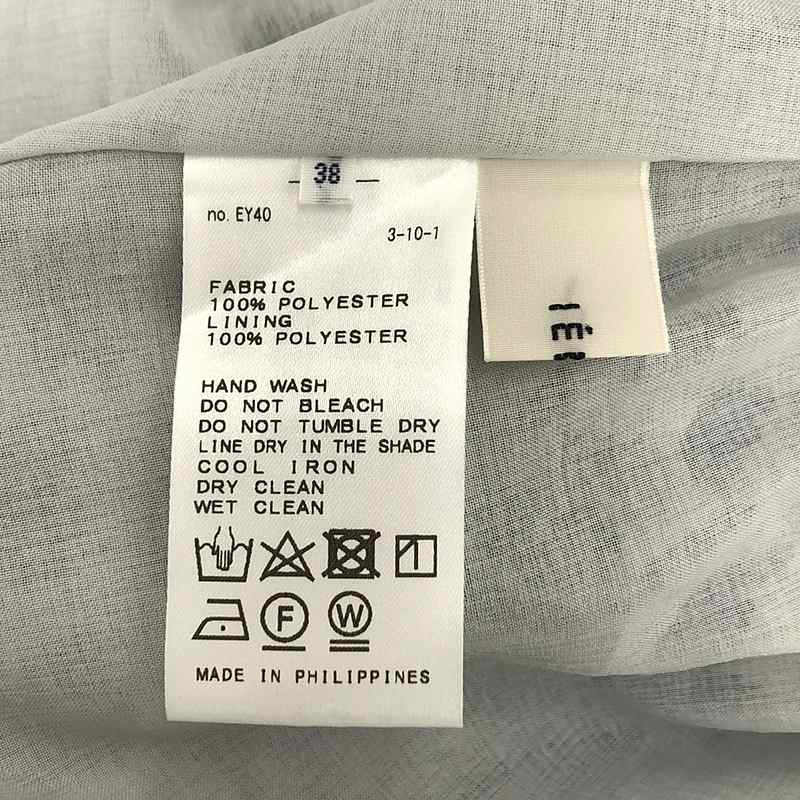 38
no. EY40
3-10-1
FABRIC
100% POLYESTER
LINING
100% POLYESTER
HAND WASH
DO NOT BLEACH
DO NOT TUMBLE DRY
LINE DRY IN THE SHADE
COOL IRON
DRY CLEAN
WET CLEAN
F W
MADE IN PHILIPPINES